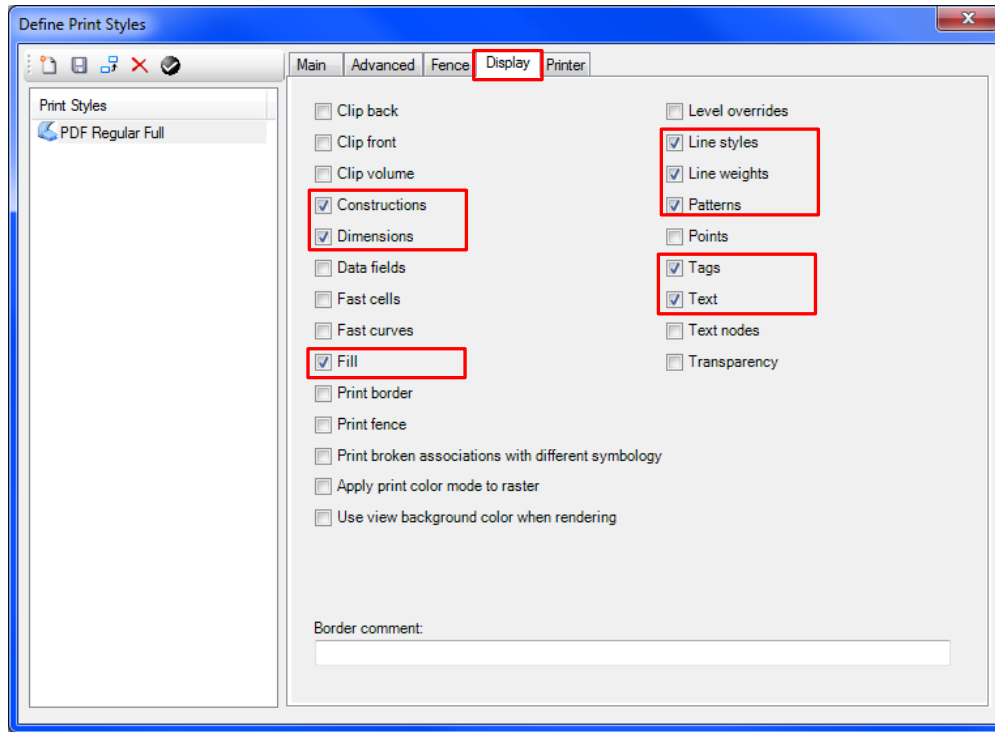 Define Print Styles
Main Advanced Fence Display Printer
Print Styles
PDF Regular Full
Clip back
Clip front
Clip volume
Constructions
Dimensions
Data fields
Fast cells
Fast curves
Fill
Print border
Print fence
Print broken associations with different symbology
Apply print color mode to raster
Use view background color when rendering
Level overrides
Line styles
Line weights
Patterns
Points
Tags
Text
Text nodes
Transparency
Border comment: